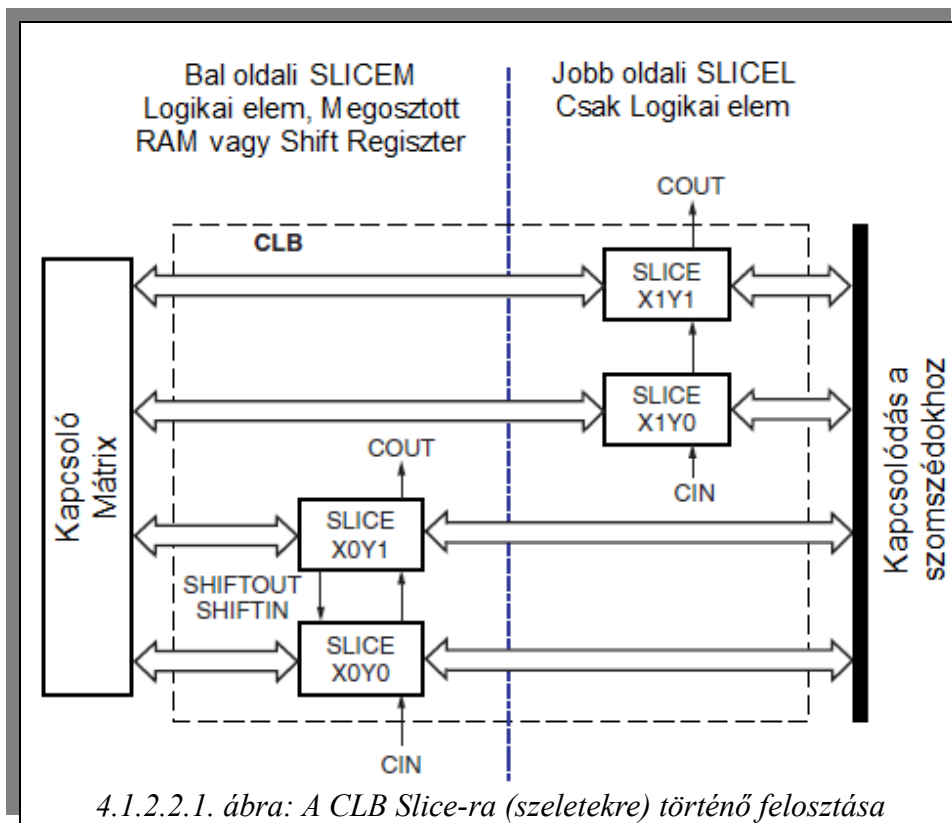 Bal oldali SLICEM
Logikai elem, Megosztott
RAM vagy Shift Regiszter
Jobb oldali SLICEL
Csak Logikai elem
COUT
CLB
SLICE
X1Y1
SLICE
X1Y0
CIN
COUT
SLICE
X0Y1
SHIFTOUT
SHIFTIN
SLICE
X0Y0
CIN
Kapcsoló
Mátrix
Kapcsolódás a
szomszédokhoz
4.1.2.2.1. ábra: A CLB Slice-ra (szeletekre) történő felosztása